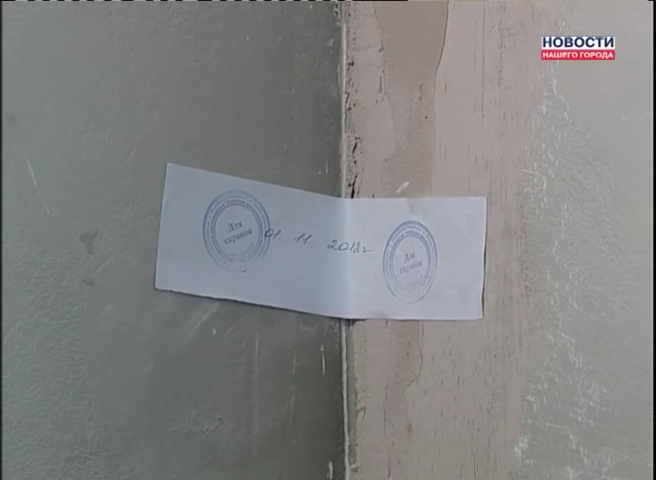 НОВОСТИ
НАШЕГО ГОРОДА
Для
справок
01 11 2012г
Для
справок